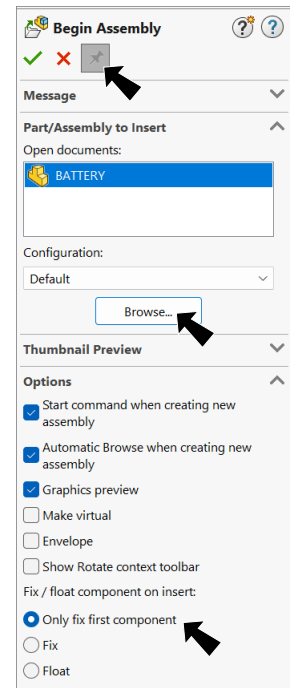 Begin Assembly
Message
Part/Assembly to Insert
Open documents:
BATTERY
Configuration:
Default
Browse...
Thumbnail Preview
Options
Start command when creating new
assembly
Automatic Browse when creating new
assembly
Graphics preview
Make virtual
Envelope
Show Rotate context toolbar
Fix / float component on insert:
Only fix first component
Fix
Float